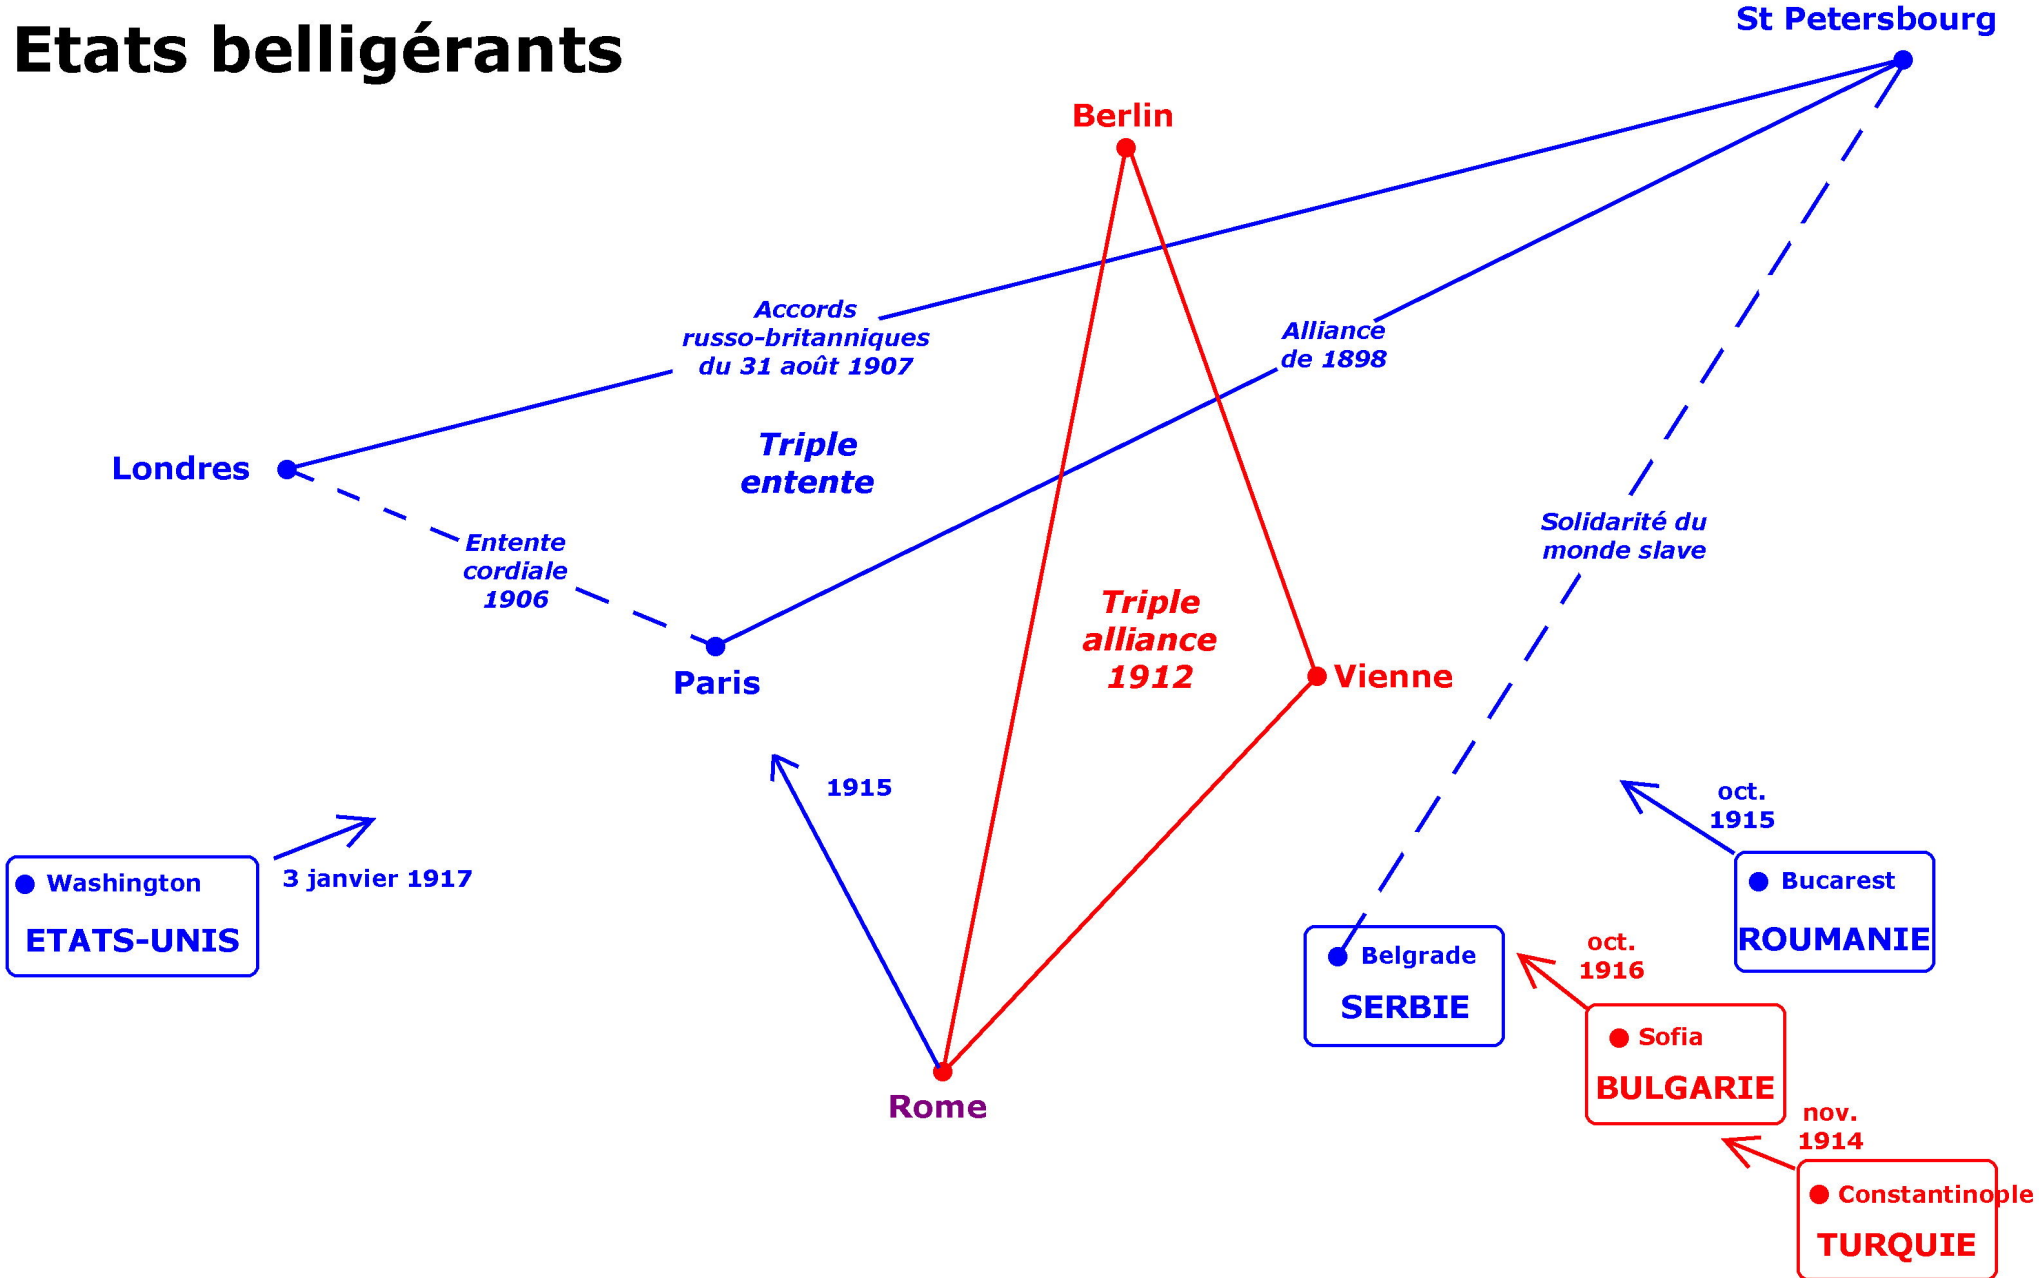 Etats belligérants
St Petersbourg
Berlin
Accords
russo-britanniques
du 31 août 1907
Alliance
de 1898
Triple
entente
Londres
Entente
cordiale
1906
Solidarité du
monde slave
Triple
alliance
1912
Paris
Vienne
1915
oct.
1915
3 janvier 1917
Washington
ETATS-UNIS
Bucarest
ROUMANIE
oct.
1916
Belgrade
SERBIE
Sofia
BULGARIE
Rome
nov.
1914
Constantinople
TURQUIE